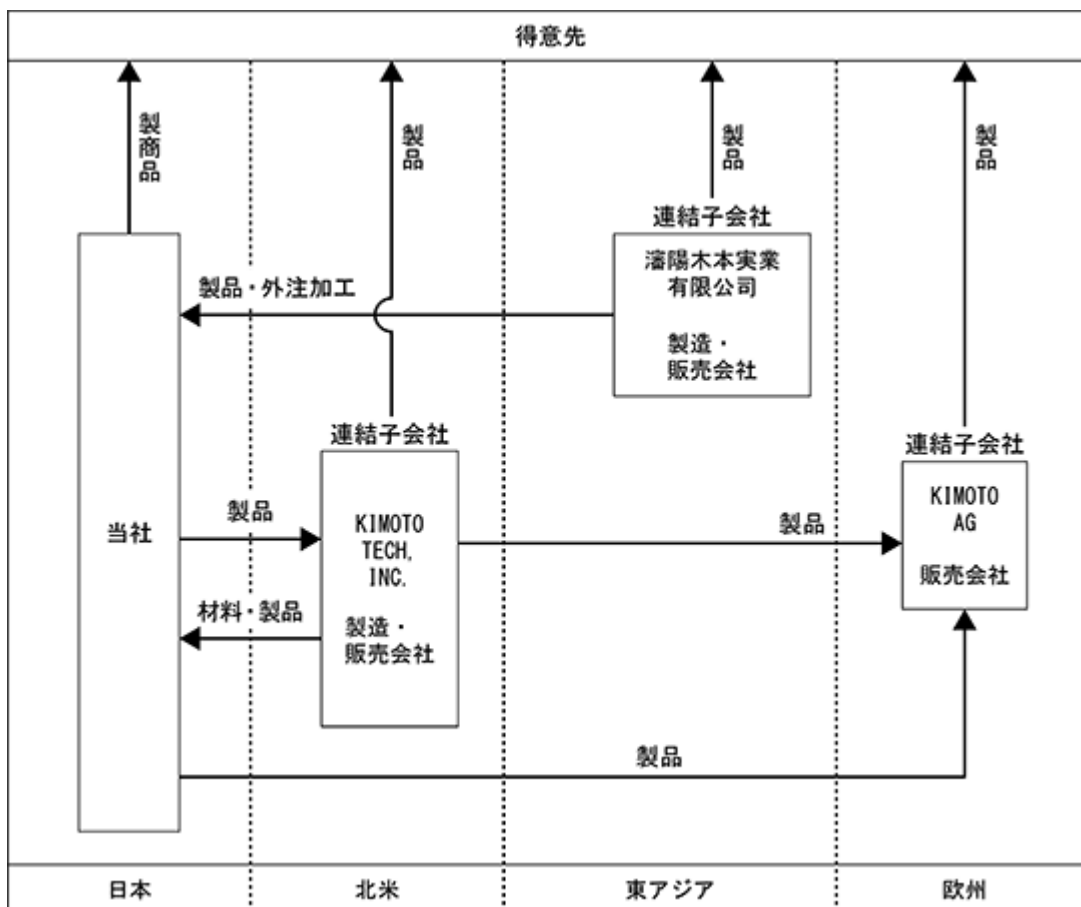 得意先
製商品
製品
製品
製品
連結子会社
瀋陽木本実業
有限公司
製造・
販売会社
製品・外注加工
連結子会社
KIMOTO
TECH,
INC.
製造・
販売会社
連結子会社
KIMOTO
AG
販売会社
当社
製品
製品
材料・製品
製品
日本
北米
東アジア
欧州